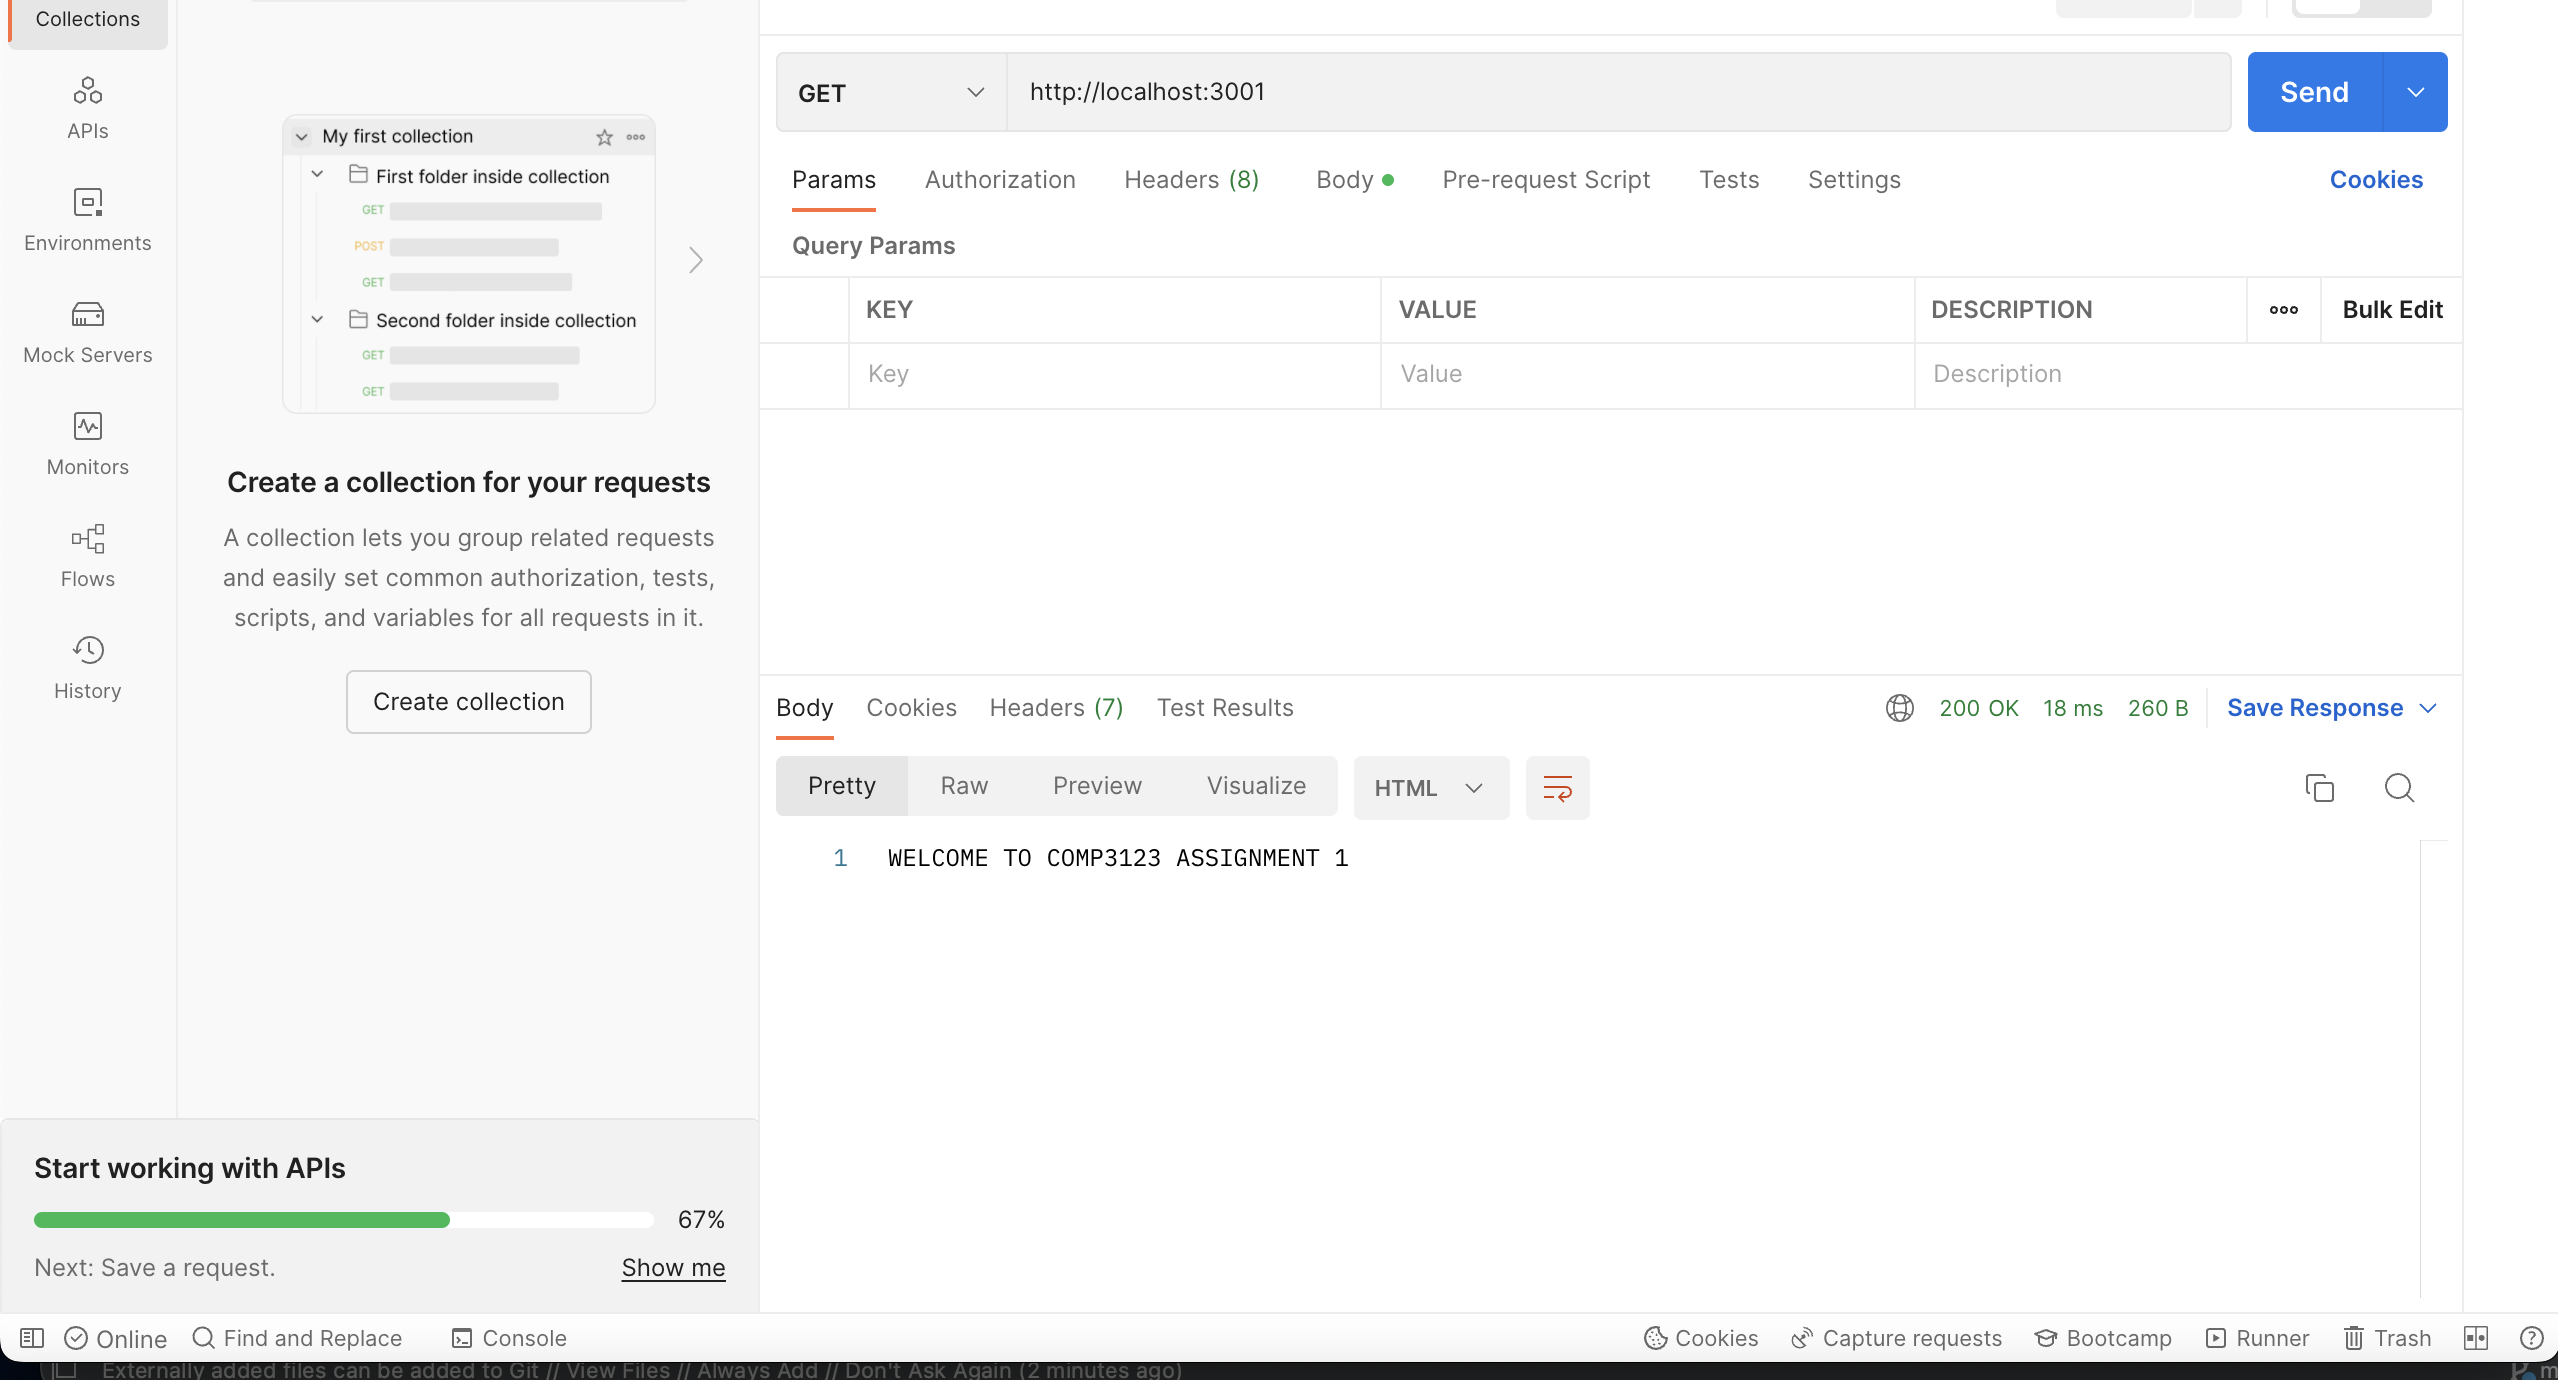 Collections
APIs
Environments
Mock Servers
Monitors
Flows
History
My first collection
First folder inside collection
GET
POST
GET
Second folder inside collection
GET
GET
Create a collection for your requests
A collection lets you group related requests
and easily set common authorization, tests,
scripts, and variables for all requests in it.
Create collection
Start working with APIs
67%
Next: Save a request. Show me
GET http://localhost:3001 Send
Params Authorization Headers (8) Body Pre-request Script Tests Settings Cookies
Query Params
KEY VALUE DESCRIPTION Bulk Edit
Key Value Description
Body Cookies Headers (7) Test Results 200 OK 18 ms 260 B Save Response
Pretty Raw Preview Visualize HTML
1 WELCOME TO COMP3123 ASSIGNMENT 1
Online Find and Replace Console Cookies Capture requests Bootcamp Runner Trash
Externally added files can be added to Git // View Files // Always Add // Don't Ask Again (2 minutes ago)